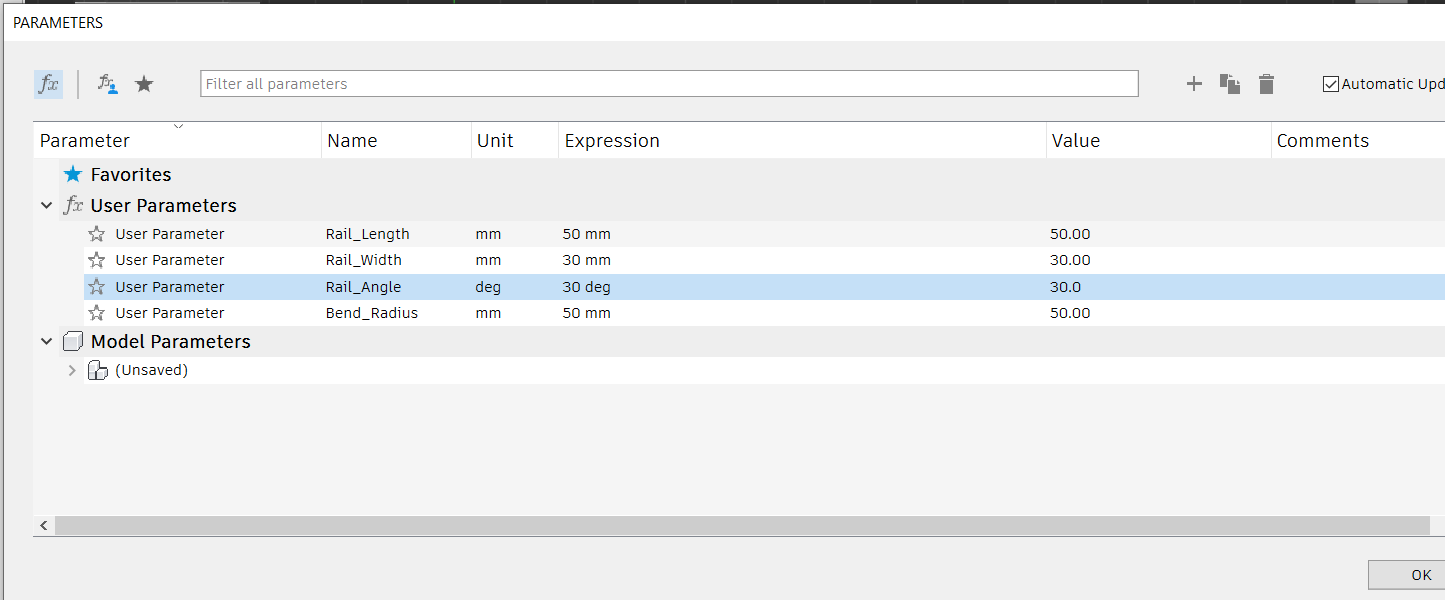 PARAMETERS
fx fx Filter all parameters Automatic Upd
Parameter Name Unit Expression Value Comments
Favorites
fx User Parameters
User Parameter Rail_Length mm 50 mm 50.00
User Parameter Rail_Width mm 30 mm 30.00
User Parameter Rail_Angle deg 30 deg 30.0
User Parameter Bend_Radius mm 50 mm 50.00
Model Parameters
(Unsaved)
OK